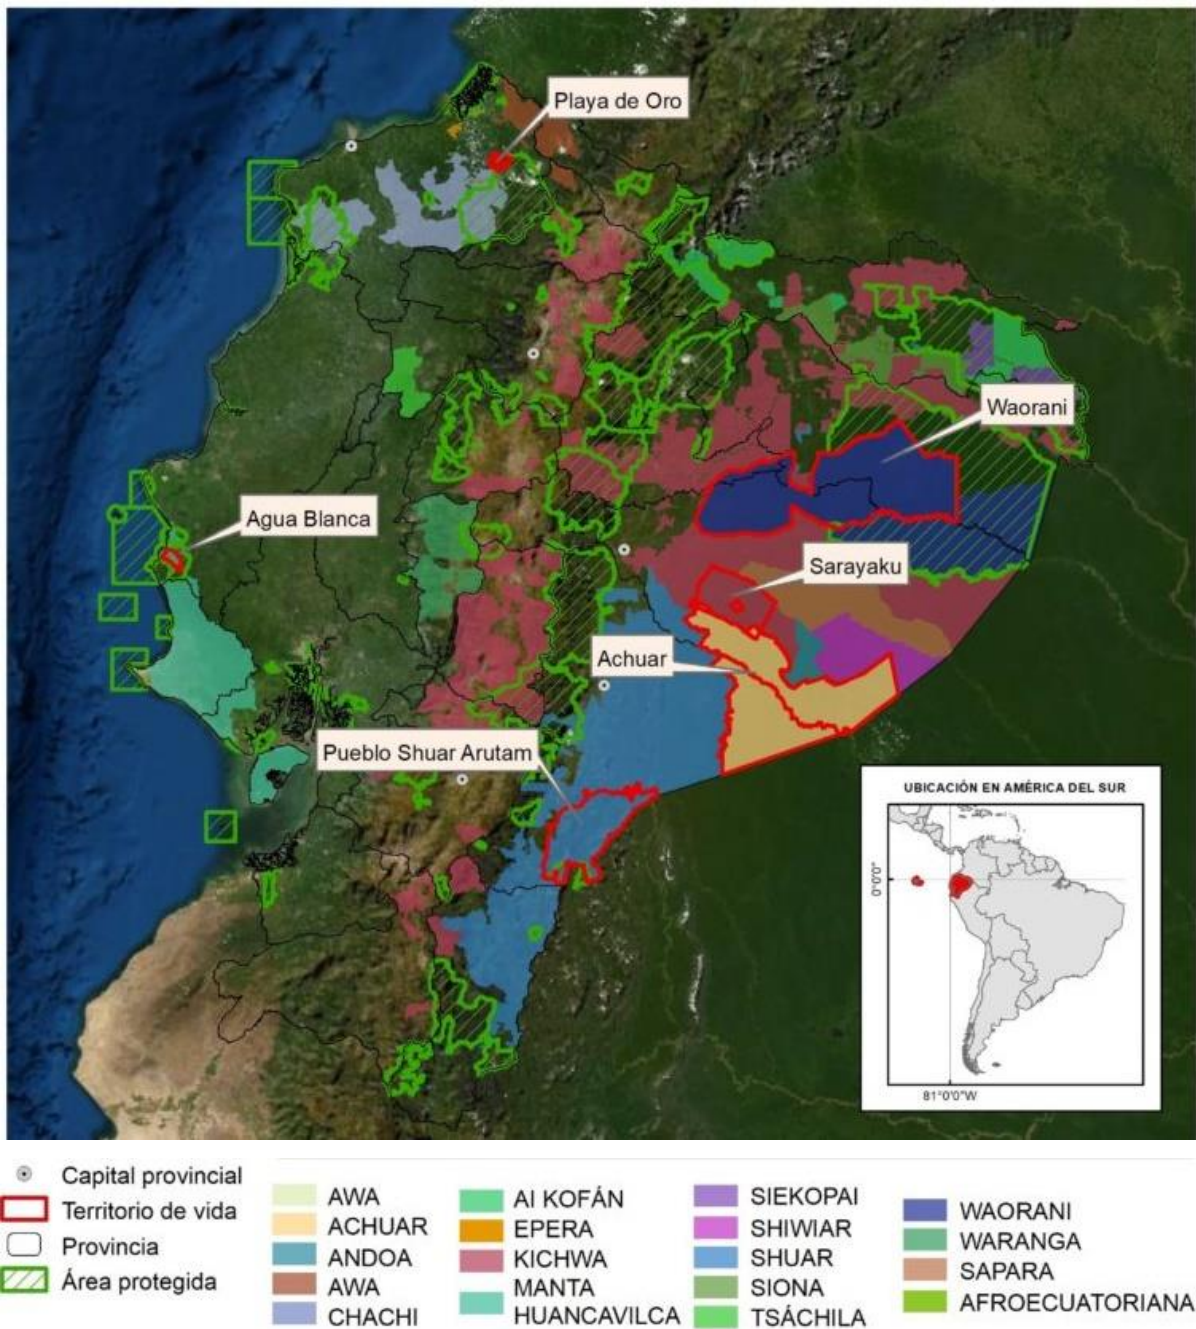 Playa de Oro
Waorani
Agua Blanca
Sarayaku
Achuar
Pueblo Shuar Arutam
UBICACIÓN EN AMÉRICA DEL SUR
0°0'0"
81°0'0"W
Capital provincial
Territorio de vida
Provincia
Área protegida
AWA
ACHUAR
ANDOA
AWA
CHACHI
AI KOFÁN
EPERA
KICHWA
MANTA
HUANCAVILCA
SIEKOPAI
SHIWIAR
SHUAR
SIONA
TSÁCHILA
WAORANI
WARANGA
SAPARA
AFROECUATORIANA